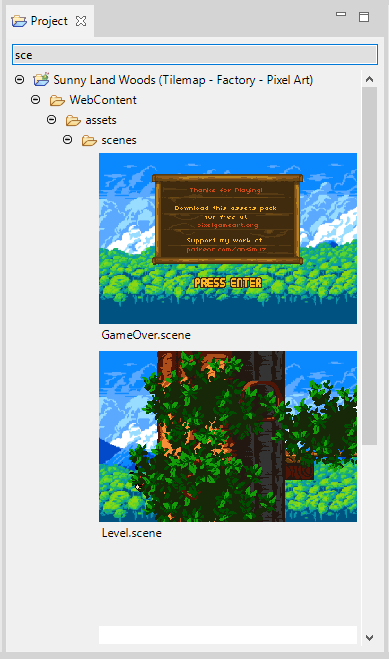 Project
sce
Sunny Land Woods (Tilemap - Factory - Pixel Art)
WebContent
assets
scenes
Thanks for Playing!
Download this assets pack
for free at
pixelgameart.org
Support my work at
patreon.com/ansimuz
PRESS ENTER
GameOver.scene
Level.scene